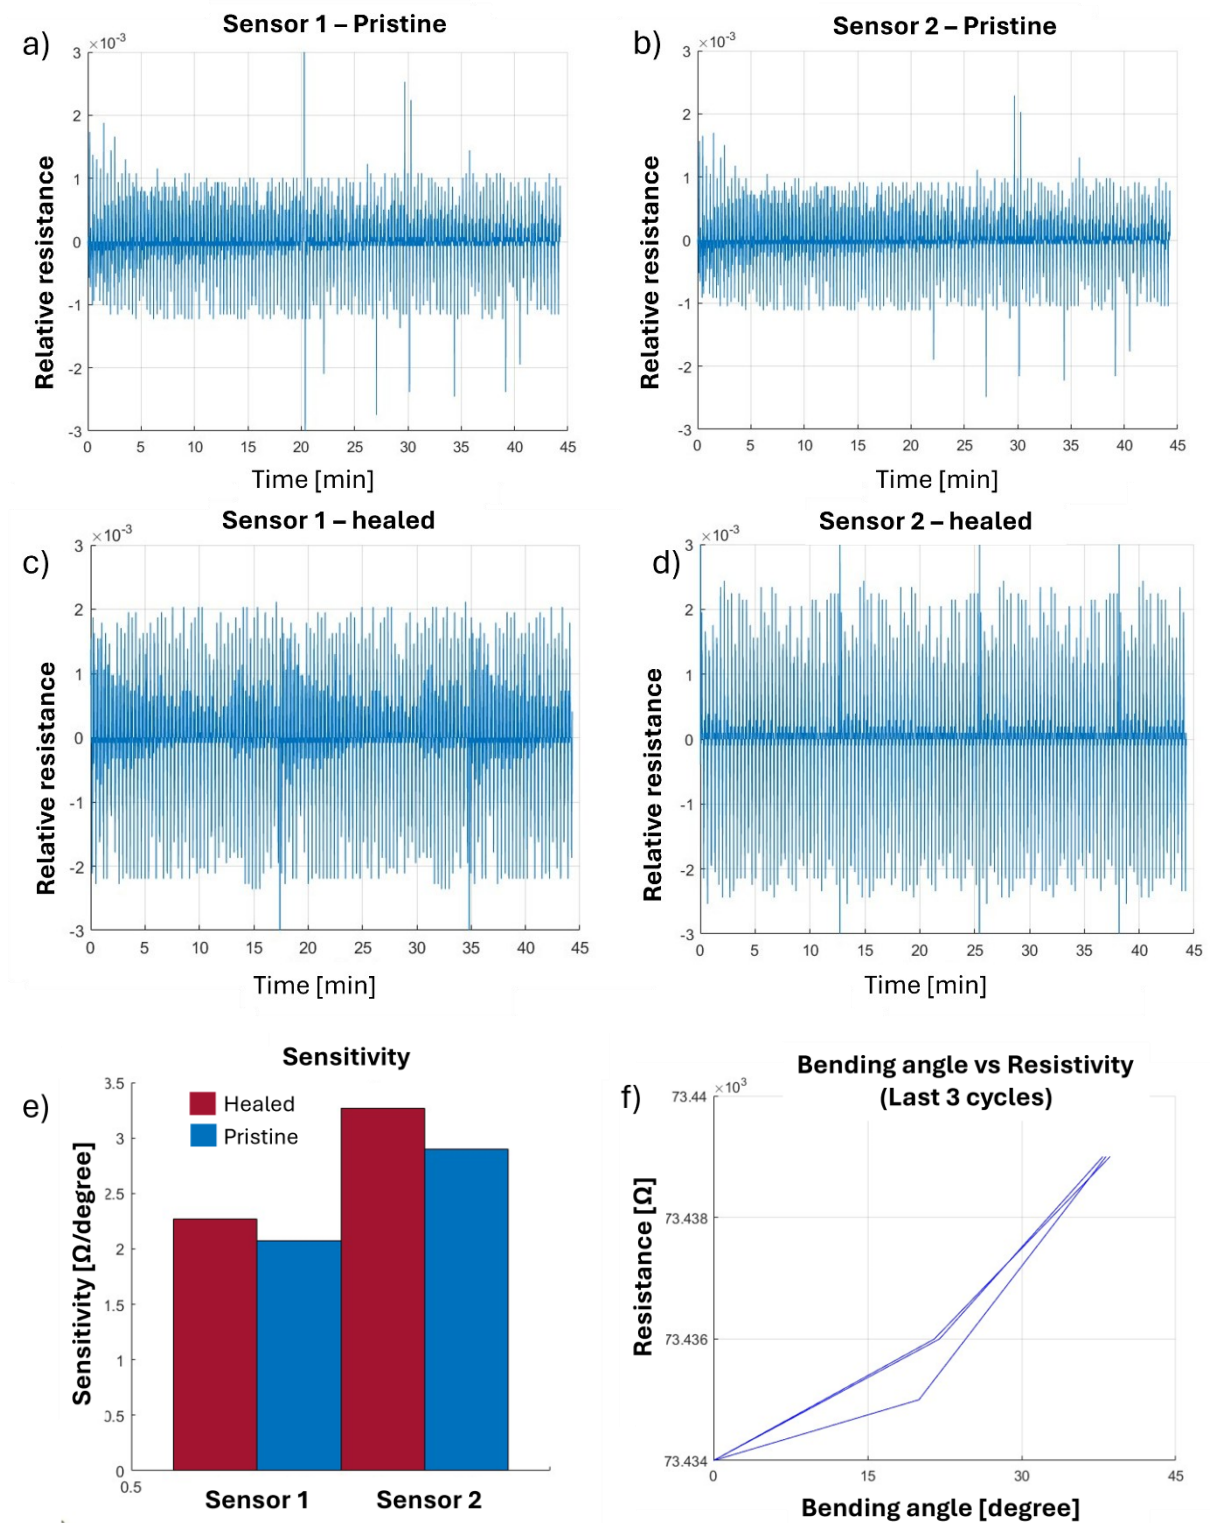 a)
Sensor 1 – Pristine
×10⁻³
3
2
1
0
-1
-2
-3
0 5 10 15 20 25 30 35 40 45
Relative resistance
Time [min]
b)
Sensor 2 – Pristine
×10⁻³
3
2
1
0
-1
-2
-3
0 5 10 15 20 25 30 35 40 45
Relative resistance
Time [min]
c)
Sensor 1 – healed
×10⁻³
3
2
1
0
-1
-2
-3
0 5 10 15 20 25 30 35 40 45
Relative resistance
Time [min]
d)
Sensor 2 – healed
×10⁻³
3
2
1
0
-1
-2
-3
0 5 10 15 20 25 30 35 40 45
Relative resistance
Time [min]
e)
Sensitivity
3.5
3
2.5
2
1.5
1
0.5
0
0.5
Healed
Pristine
Sensitivity [Ω/degree]
Sensor 1 Sensor 2
f)
Bending angle vs Resistivity
(Last 3 cycles)
×10³
73.44
73.438
73.436
73.434
0 15 30 45
Resistance [Ω]
Bending angle [degree]